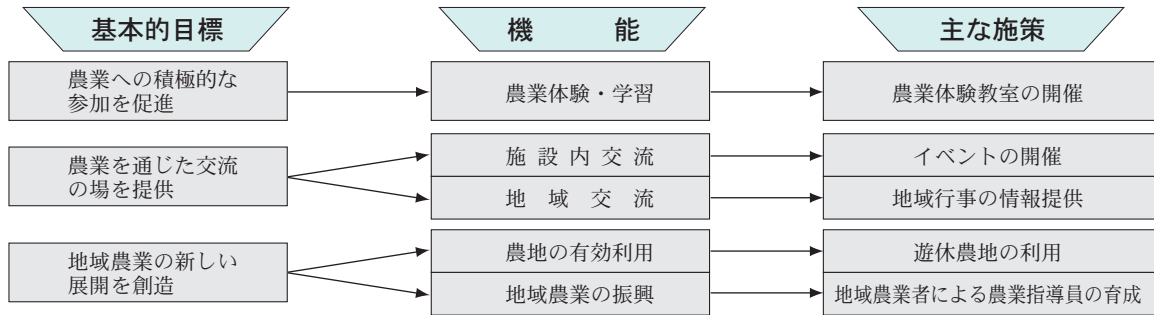 基本的目標
機能
主な施策
農業への積極的な
参加を促進
農業体験・学習
農業体験教室の開催
農業を通じた交流
の場を提供
施設内交流
イベントの開催
地域交流
地域行事の情報提供
地域農業の新しい
展開を創造
農地の有効利用
遊休農地の利用
地域農業の振興
地域農業者による農業指導員の育成